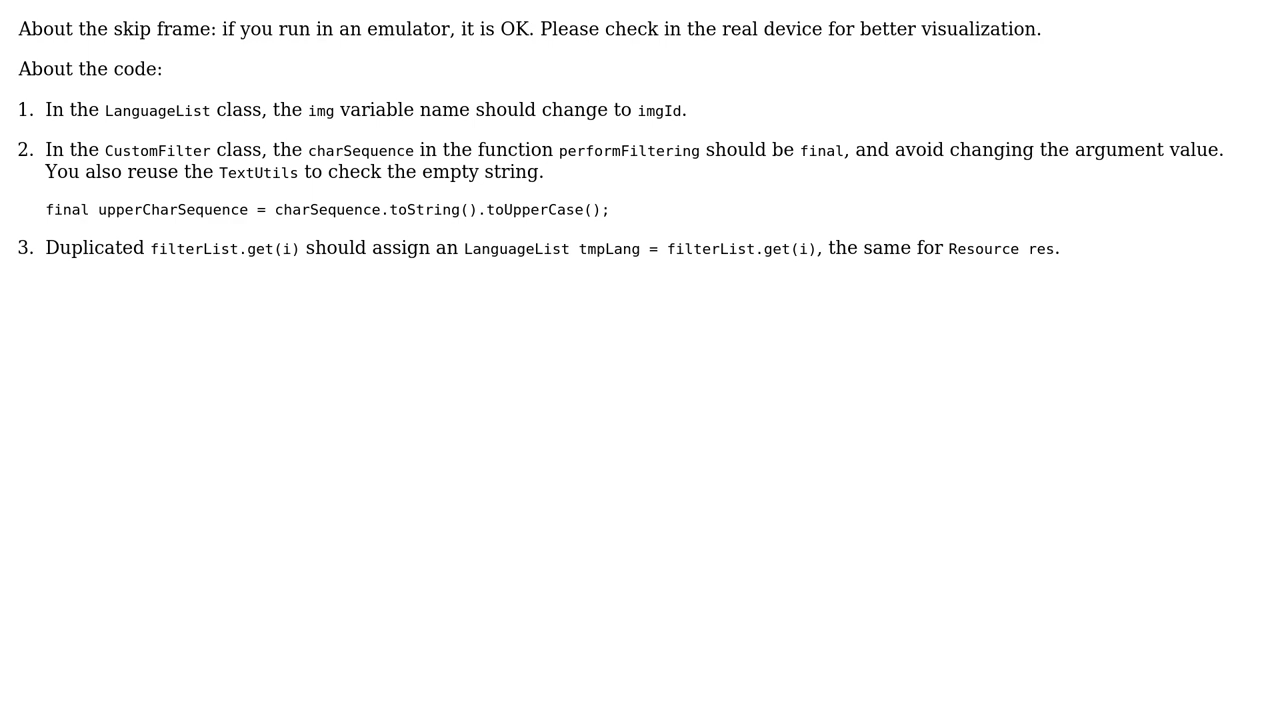 About the skip frame: if you run in an emulator, it is OK. Please check in the real device for better visualization.
About the code:
1. In the LanguageList class, the img variable name should change to imgId.
2. In the CustomFilter class, the charSequence in the function performFiltering should be final, and avoid changing the argument value.
You also reuse the TextUtils to check the empty string.
final upperCharSequence = charSequence.toString().toUpperCase();
3. Duplicated filterList.get(i) should assign an LanguageList tmpLang = filterList.get(i), the same for Resource res.